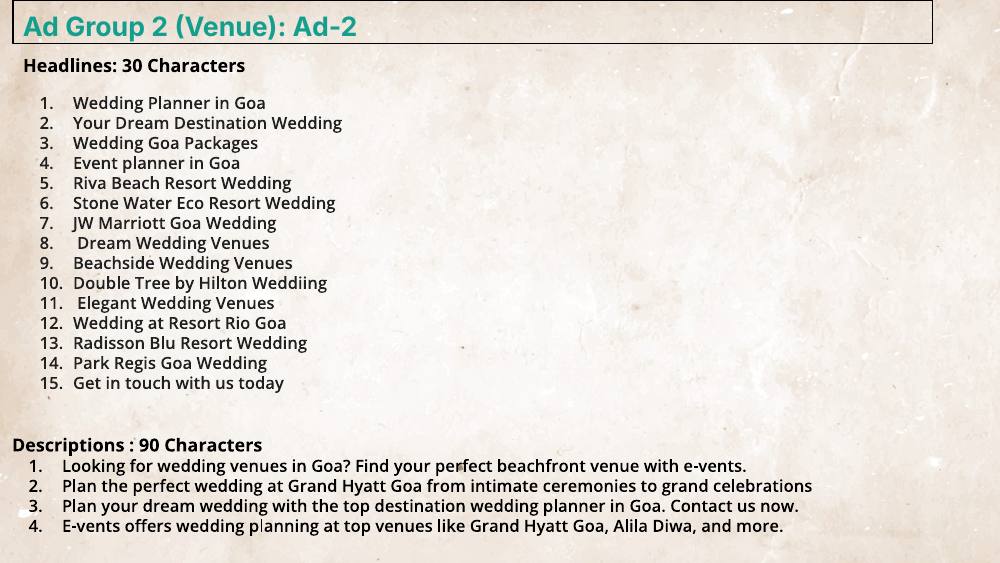 Ad Group 2 (Venue): Ad-2
Headlines: 30 Characters
1. Wedding Planner in Goa
2. Your Dream Destination Wedding
3. Wedding Goa Packages
4. Event planner in Goa
5. Riva Beach Resort Wedding
6. Stone Water Eco Resort Wedding
7. JW Marriott Goa Wedding
8. Dream Wedding Venues
9. Beachside Wedding Venues
10. Double Tree by Hilton Weddiing
11. Elegant Wedding Venues
12. Wedding at Resort Rio Goa
13. Radisson Blu Resort Wedding
14. Park Regis Goa Wedding
15. Get in touch with us today
Descriptions : 90 Characters
1. Looking for wedding venues in Goa? Find your perfect beachfront venue with e-vents.
2. Plan the perfect wedding at Grand Hyatt Goa from intimate ceremonies to grand celebrations
3. Plan your dream wedding with the top destination wedding planner in Goa. Contact us now.
4. E-vents offers wedding planning at top venues like Grand Hyatt Goa, Alila Diwa, and more.